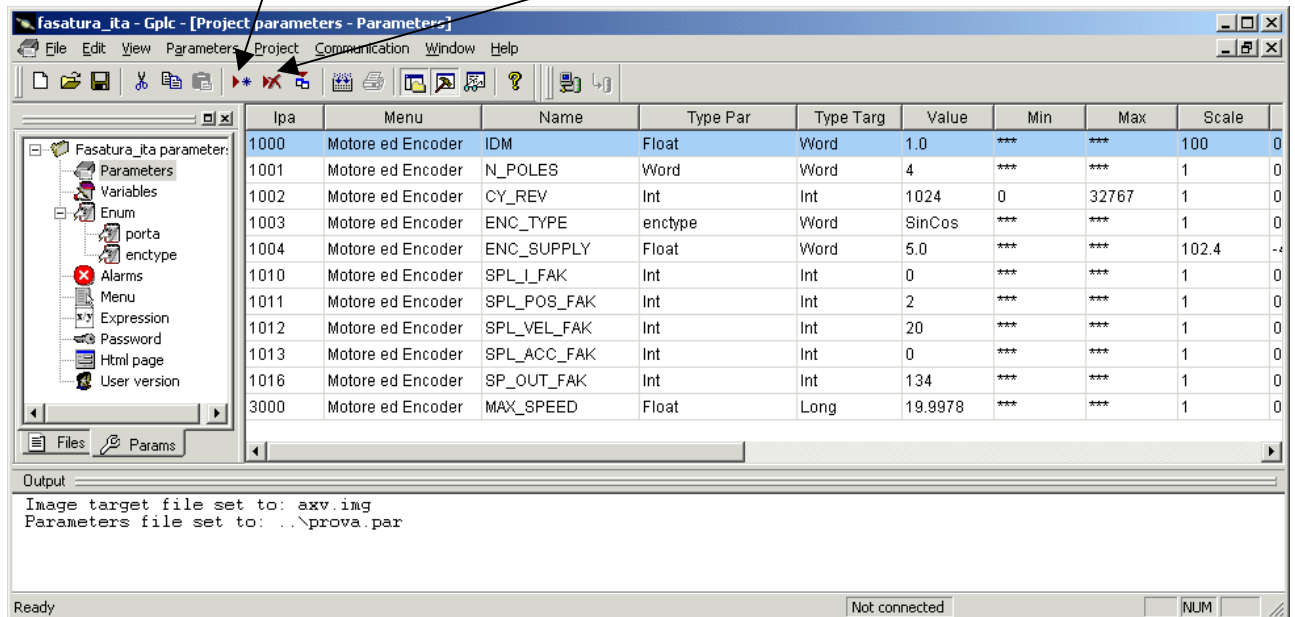 fasatura_ita - Gplc - [Project parameters - Parameters]
File Edit View Parameters Project Communication Window Help
Ipa Menu Name Type Par Type Targ Value Min Max Scale
1000 Motore ed Encoder IDM Float Word 1.0 *** *** 100 0
1001 Motore ed Encoder N_POLES Word Word 4 *** *** 1 0
1002 Motore ed Encoder CY_REV Int Int 1024 0 32767 1 0
1003 Motore ed Encoder ENC_TYPE enctype Word SinCos *** *** 1 0
1004 Motore ed Encoder ENC_SUPPLY Float Word 5.0 *** *** 102.4
1010 Motore ed Encoder SPL_I_FAK Int Int 0 *** *** 1 0
1011 Motore ed Encoder SPL_POS_FAK Int Int 2 *** *** 1 0
1012 Motore ed Encoder SPL_VEL_FAK Int Int 20 *** *** 1 0
1013 Motore ed Encoder SPL_ACC_FAK Int Int 0 *** *** 1 0
1016 Motore ed Encoder SP_OUT_FAK Int Int 134 *** *** 1 0
3000 Motore ed Encoder MAX_SPEED Float Long 19.9978 *** *** 1 0
Fasatura_ita parameter:
Parameters
Variables
Enum
porta
enctype
Alarms
Menu
x/y Expression
Password
Html page
User version
Files Params
Output
Image target file set to: axv.img
Parameters file set to: ..\prova.par
Ready Not connected NUM